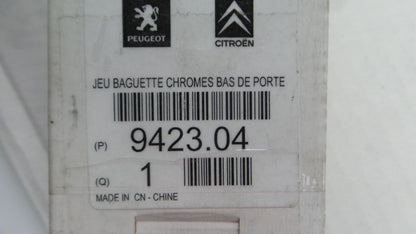 PEUGEOT CITROËN
JEU BAGUETTE CHROMES BAS DE PORTE
(P) 9423.04
(Q) 1
MADE IN CN - CHINE